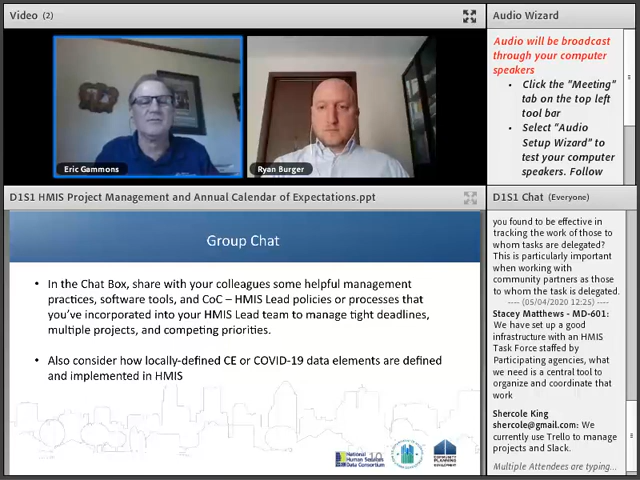 Video (2)
Eric Gammons
Ryan Burger
Audio Wizard
Audio will be broadcast
through your computer
speakers
• Click the "Meeting"
tab on the top left
tool bar
• Select "Audio
Setup Wizard" to
test your computer
speakers. Follow
D1S1 HMIS Project Management and Annual Calendar of Expectations.ppt
Group Chat
• In the Chat Box, share with your colleagues some helpful management
practices, software tools, and CoC – HMIS Lead policies or processes that
you've incorporated into your HMIS Lead team to manage tight deadlines,
multiple projects, and competing priorities.
• Also consider how locally-defined CE or COVID-19 data elements are defined
and implemented in HMIS
National
Human Services
Data Consortium
10
COMMUNITY
PLANNING
DEVELOPMENT
D1S1 Chat (Everyone)
you found to be effective in
tracking the work of those to
whom tasks are delegated?
This is particularly important
when working with
community partners as those
to whom the task is delegated.
---- (05/04/2020 12:25) ----
Stacey Matthews - MD-601:
We have set up a good
infrastructure with an HMIS
Task Force staffed by
Participating agencies, what
we need is a central tool to
organize and coordinate that
work
Shercole King
shercole@gmail.com: We
currently use Trello to manage
projects and Slack.
Multiple Attendees are typing...